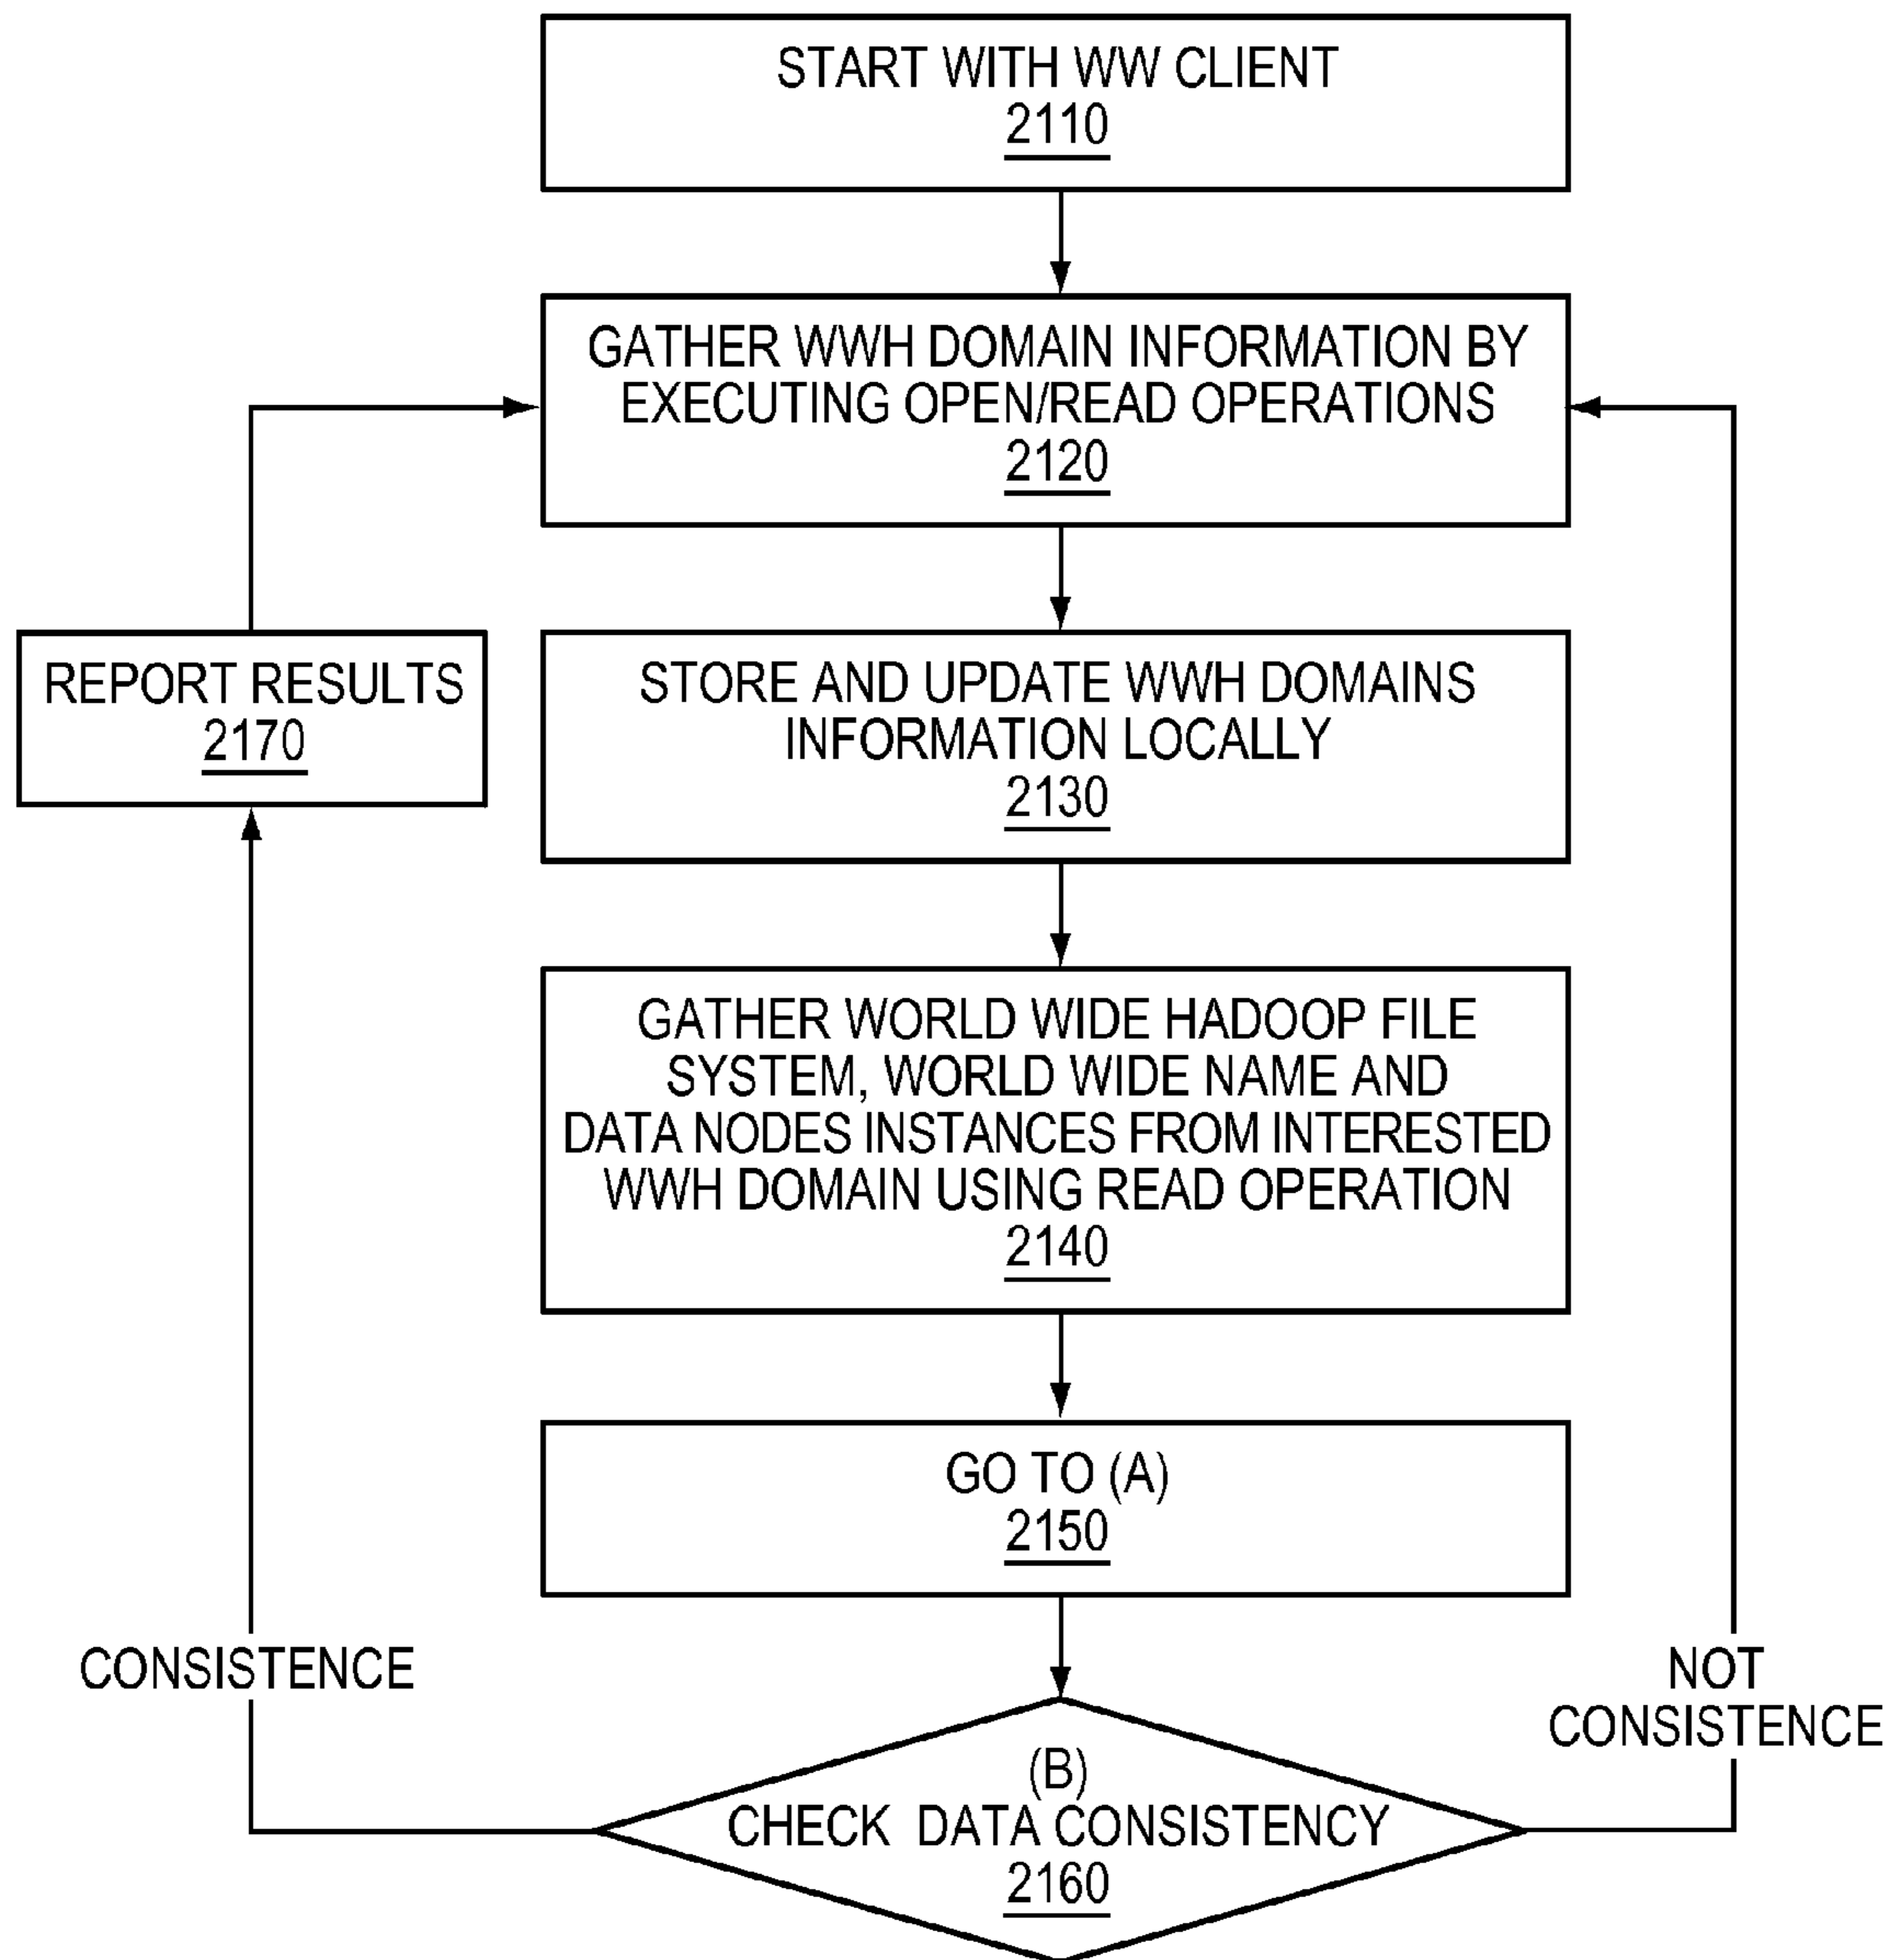 START WITH WW CLIENT
2110
GATHER WWH DOMAIN INFORMATION BY
EXECUTING OPEN/READ OPERATIONS
2120
REPORT RESULTS
2170
STORE AND UPDATE WWH DOMAINS
INFORMATION LOCALLY
2130
GATHER WORLD WIDE HADOOP FILE
SYSTEM, WORLD WIDE NAME AND
DATA NODES INSTANCES FROM INTERESTED
WWH DOMAIN USING READ OPERATION
2140
GO TO (A)
2150
CONSISTENCE
NOT
CONSISTENCE
(B)
CHECK DATA CONSISTENCY
2160